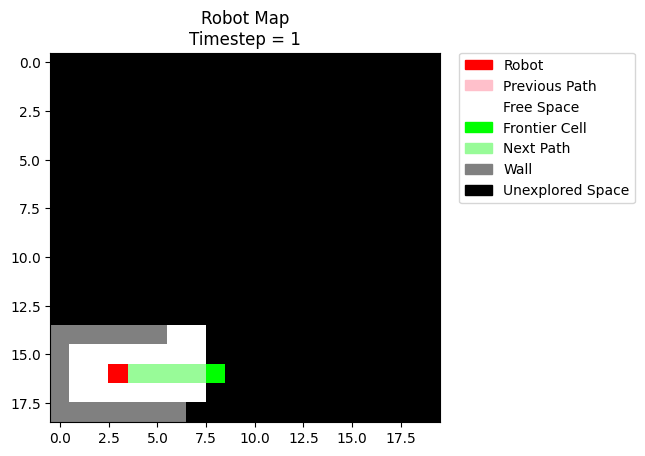 Robot Map
Timestep = 1
0.0
2.5
5.0
7.5
10.0
12.5
15.0
17.5
0.0 2.5 5.0 7.5 10.0 12.5 15.0 17.5
Robot
Previous Path
Free Space
Frontier Cell
Next Path
Wall
Unexplored Space